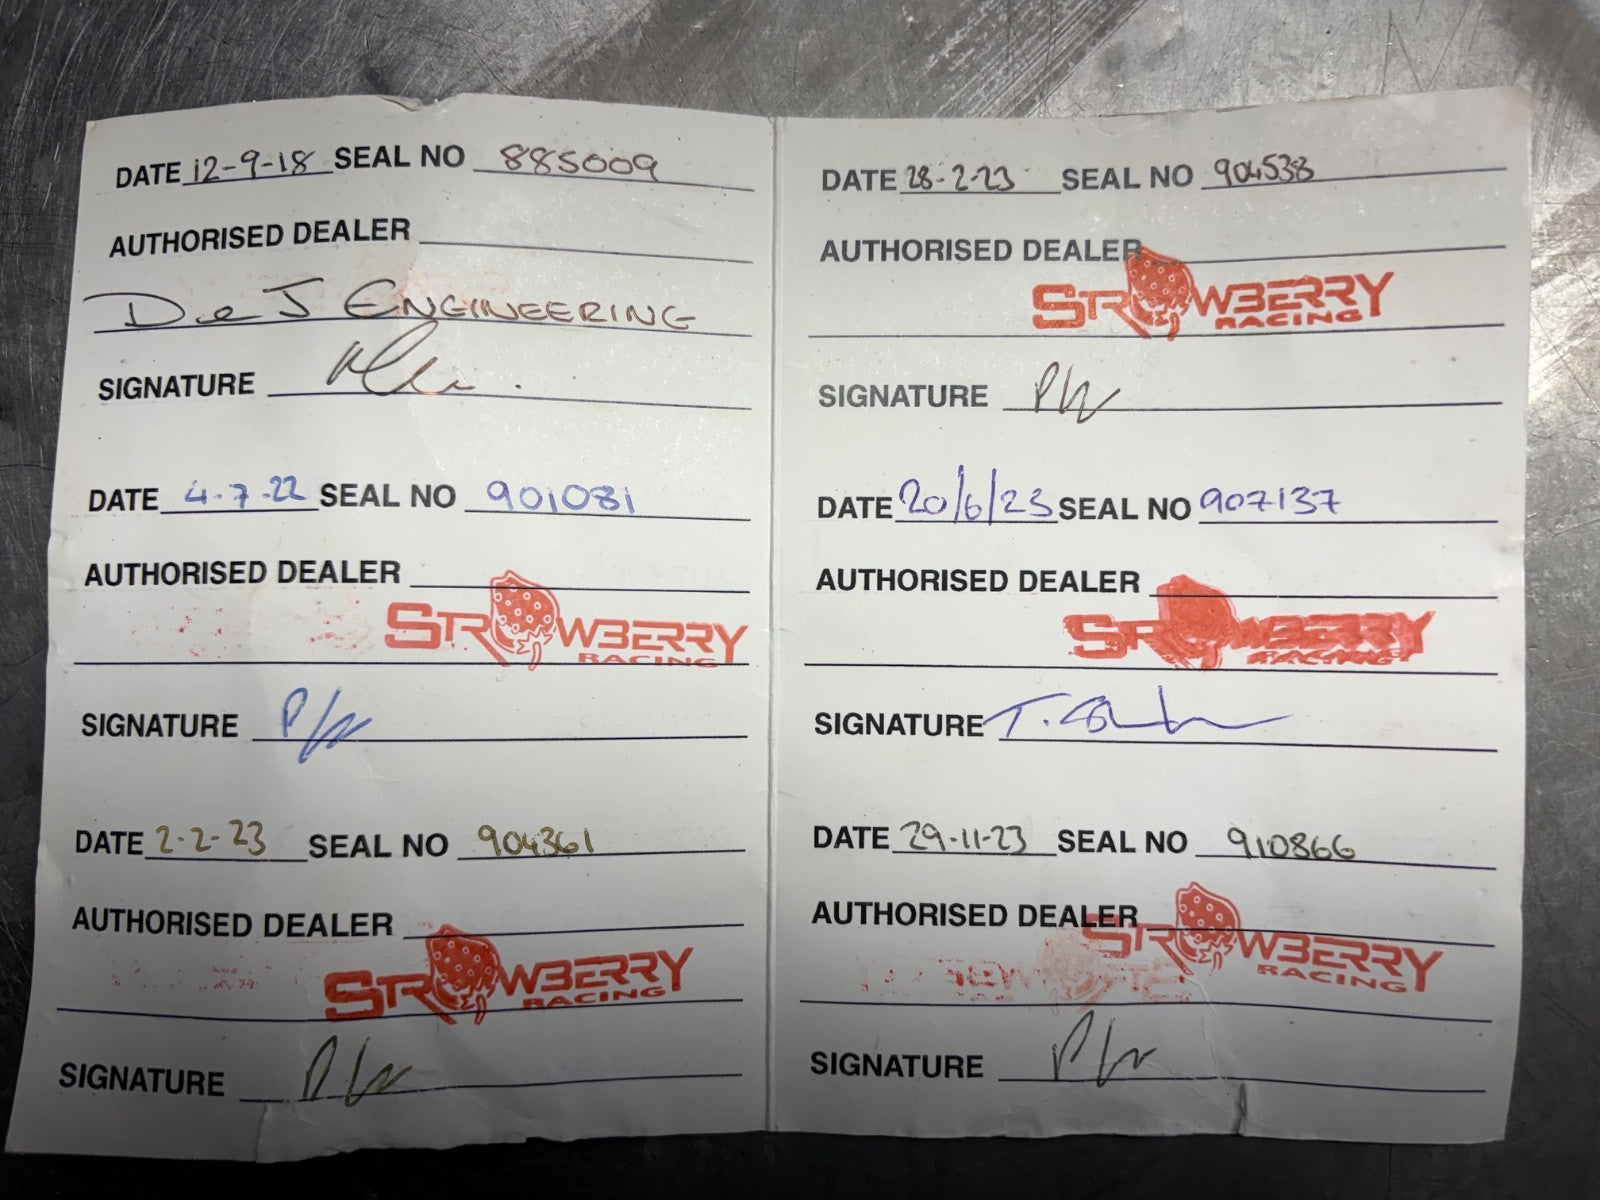 DATE 12-9-18 SEAL NO 885009
AUTHORISED DEALER
D & J ENGINEERING
SIGNATURE
DATE 4-7-22 SEAL NO 901081
AUTHORISED DEALER
STRAWBERRY
RACING
SIGNATURE
DATE 2-2-23 SEAL NO 904361
AUTHORISED DEALER
STRAWBERRY
RACING
SIGNATURE
DATE 28-2-23 SEAL NO 904538
AUTHORISED DEALER
STRAWBERRY
RACING
SIGNATURE
DATE 20/6/23 SEAL NO 907137
AUTHORISED DEALER
STRAWBERRY
RACING
SIGNATURE T.
DATE 29-11-23 SEAL NO 910866
AUTHORISED DEALER
STRAWBERRY
RACING
SIGNATURE